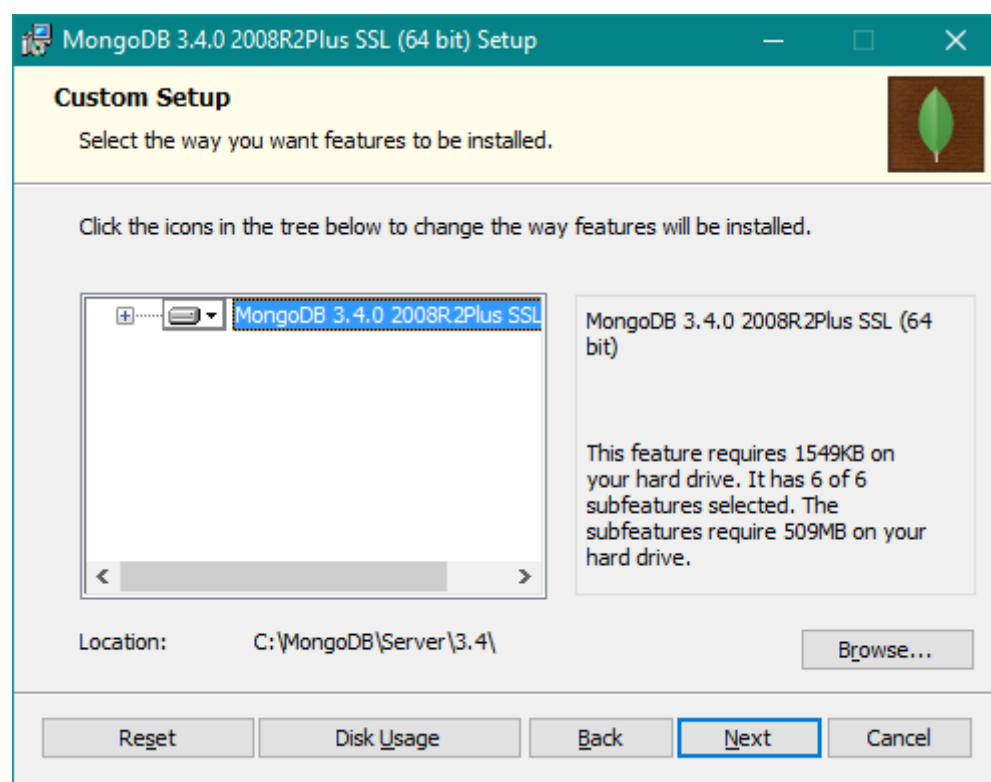 MongoDB 3.4.0 2008R2Plus SSL (64 bit) Setup
Custom Setup
Select the way you want features to be installed.
Click the icons in the tree below to change the way features will be installed.
MongoDB 3.4.0 2008R2Plus SSL
MongoDB 3.4.0 2008R2Plus SSL (64
bit)
This feature requires 1549KB on
your hard drive. It has 6 of 6
subfeatures selected. The
subfeatures require 509MB on your
hard drive.
Location: C:\MongoDB\Server\3.4\
Browse...
Reset Disk Usage Back Next Cancel